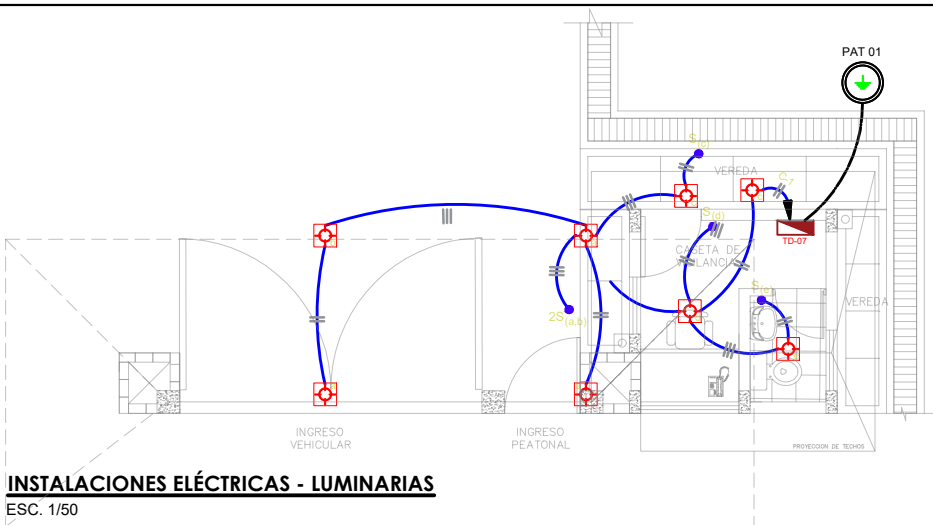 PAT 01
S(c)
VEREDA
C-1
S(d)
TD-07
CASETA DE
S(e)
VEREDA
2S(a,b)
INGRESO
VEHICULAR
INGRESO
PEATONAL
PROYECCION DE TECHOS
INSTALACIONES ELÉCTRICAS - LUMINARIAS
ESC. 1/50